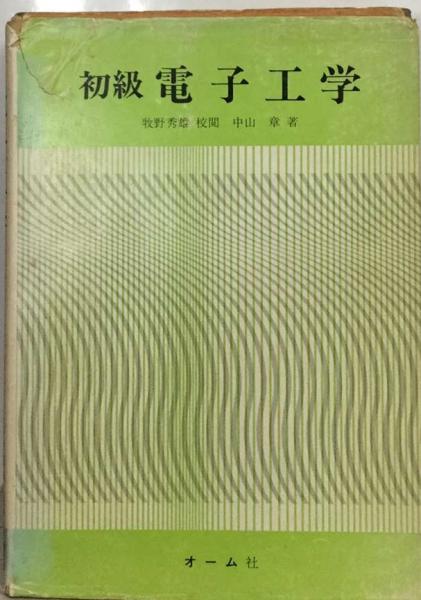 初級 電子工学
牧野秀雄 校閲 中山 章 著
オーム社